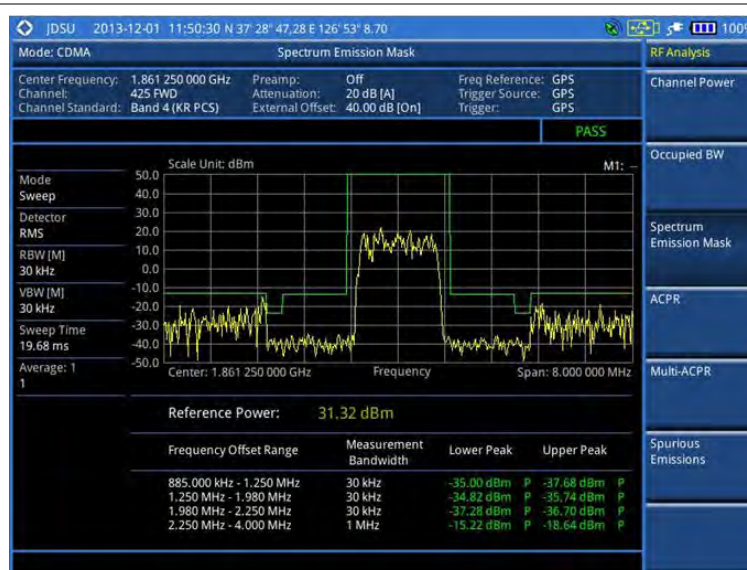 JDSU 2013-12-01 11:50:30 N 37° 28" 47,28 E 126° 53" 8.70 100%
Mode: CDMA Spectrum Emission Mask RF Analysis
Center Frequency: 1,861 250 000 GHz Preamp: Off Freq Reference: GPS
Channel: 425 FWD Attenuation: 20 dB [A] Trigger Source: GPS
Channel Standard: Band 4 (KR PCS) External Offset: 40.00 dB [On] Trigger: GPS
Channel Power
PASS
Occupied BW
Scale Unit: dBm M1: --
Mode
Sweep
Detector
RMS
RBW [M]
30 kHz
VBW [M]
30 kHz
Sweep Time
19.68 ms
Average: 1
1
50.0
40.0
30.0
20.0
10.0
0.0
-10.0
-20.0
-30.0
-40.0
-50.0
Center: 1.861 250 000 GHz Frequency Span: 8.000 000 MHz
Spectrum
Emission Mask
ACPR
Multi-ACPR
Spurious
Emissions
Reference Power: 31.32 dBm
Frequency Offset Range Measurement Bandwidth Lower Peak Upper Peak
885.000 kHz - 1.250 MHz 30 kHz -35.00 dBm P -37.68 dBm P
1.250 MHz - 1.980 MHz 30 kHz -34.82 dBm P -35.74 dBm P
1.980 MHz - 2.250 MHz 30 kHz -37.28 dBm P -36.70 dBm P
2.250 MHz - 4.000 MHz 1 MHz -15.22 dBm P -18.64 dBm P